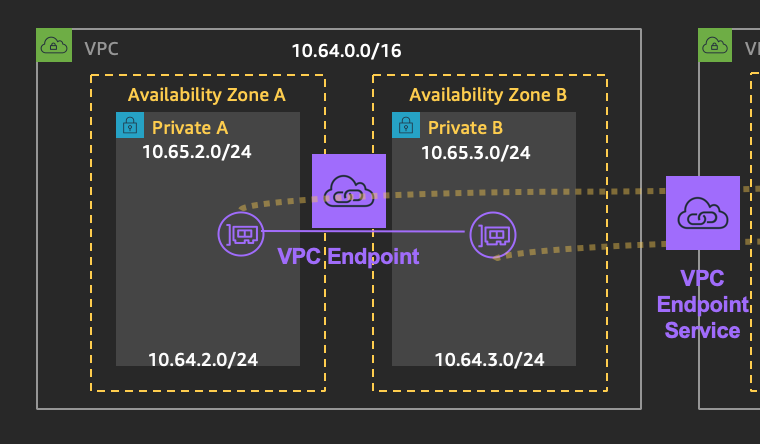 VPC
10.64.0.0/16
Availability Zone A
Availability Zone B
Private A
Private B
10.65.2.0/24
10.65.3.0/24
VPC Endpoint
VPC
Endpoint
Service
10.64.2.0/24
10.64.3.0/24